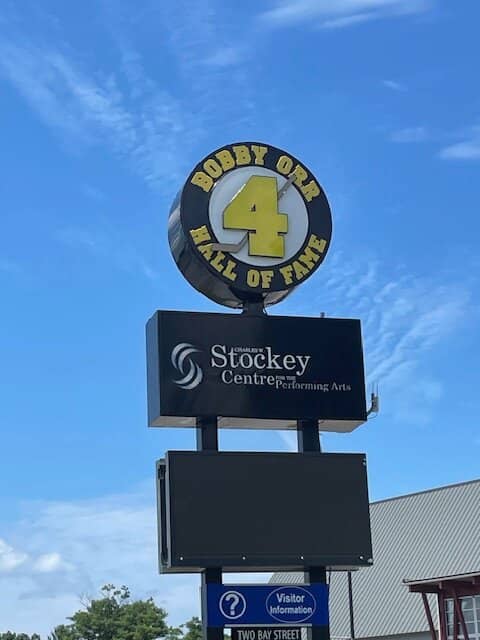 BOBBY ORR
4
HALL OF FAME
CHARLES W.
Stockey
Centre FOR THE Performing Arts
?
Visitor
Information
TWO BAY STREET